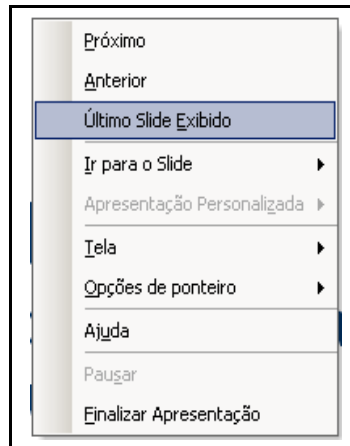 Próximo
Anterior
Último Slide Exibido
Ir para o Slide
Apresentação Personalizada
Tela
Opções de ponteiro
Ajuda
Pausar
Finalizar Apresentação